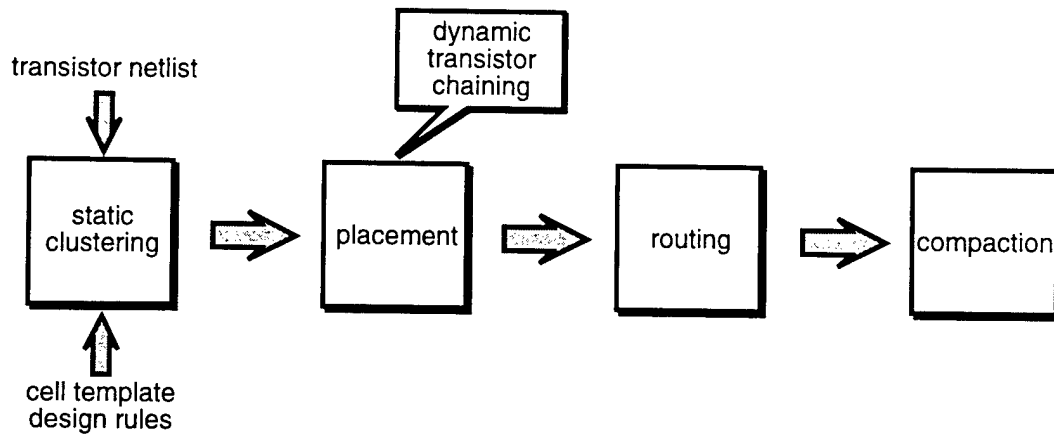 dynamic
transistor
chaining
transistor netlist
static
clustering
placement
routing
compaction
cell template
design rules